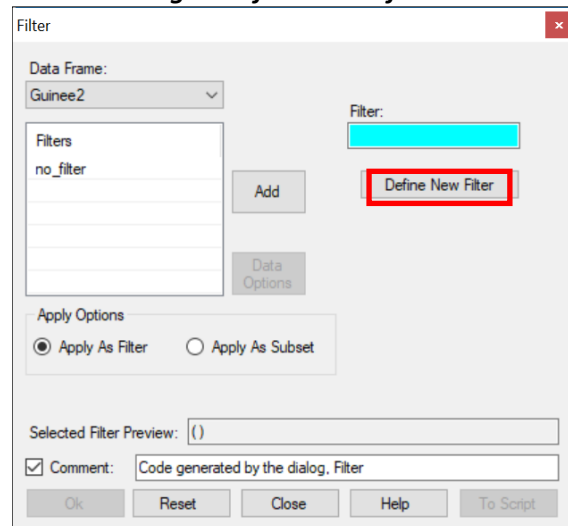 Filter
×
Data Frame:
Guinee2
Filter:
Filters
no_filter
Define New Filter
Add
Data
Options
Apply Options
Apply As Filter
Apply As Subset
Selected Filter Preview:
( )
Comment:
Code generated by the dialog, Filter
Ok
Reset
Close
Help
To Script